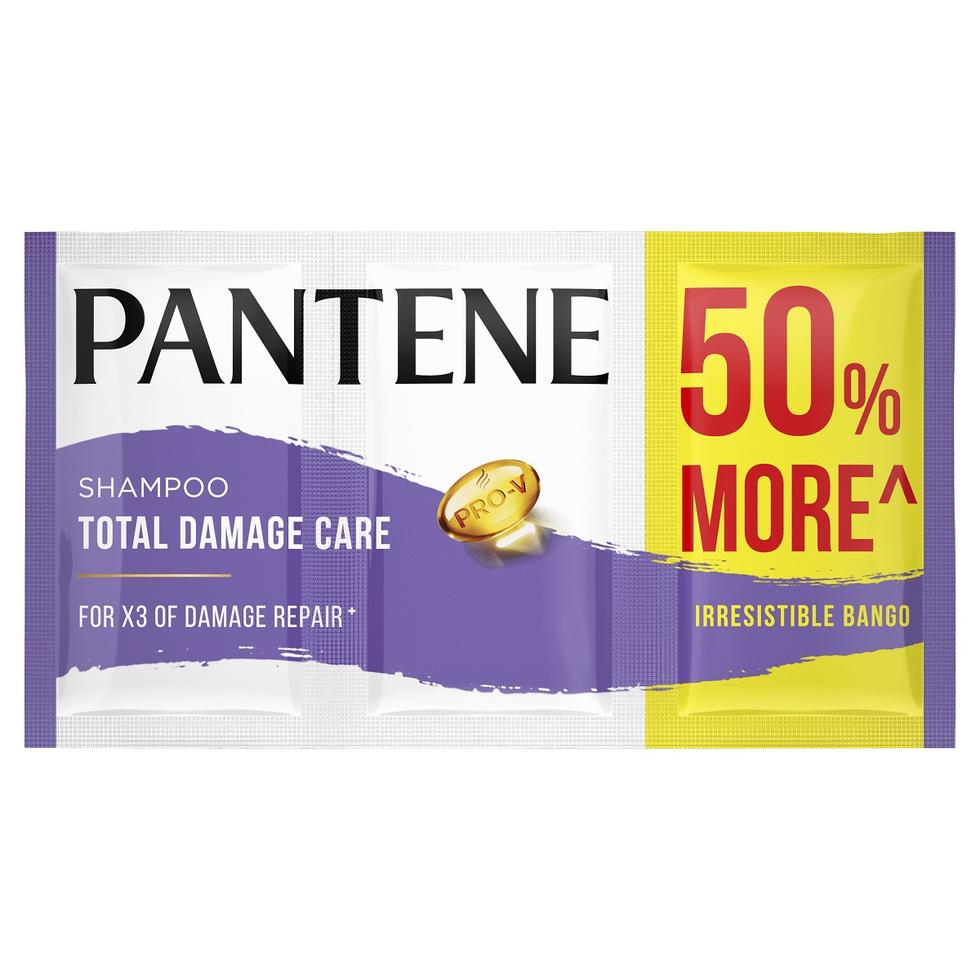 PANTENE
SHAMPOO
TOTAL DAMAGE CARE
FOR X3 OF DAMAGE REPAIR+
PRO-V
50%
MORE^
IRRESISTIBLE BANGO